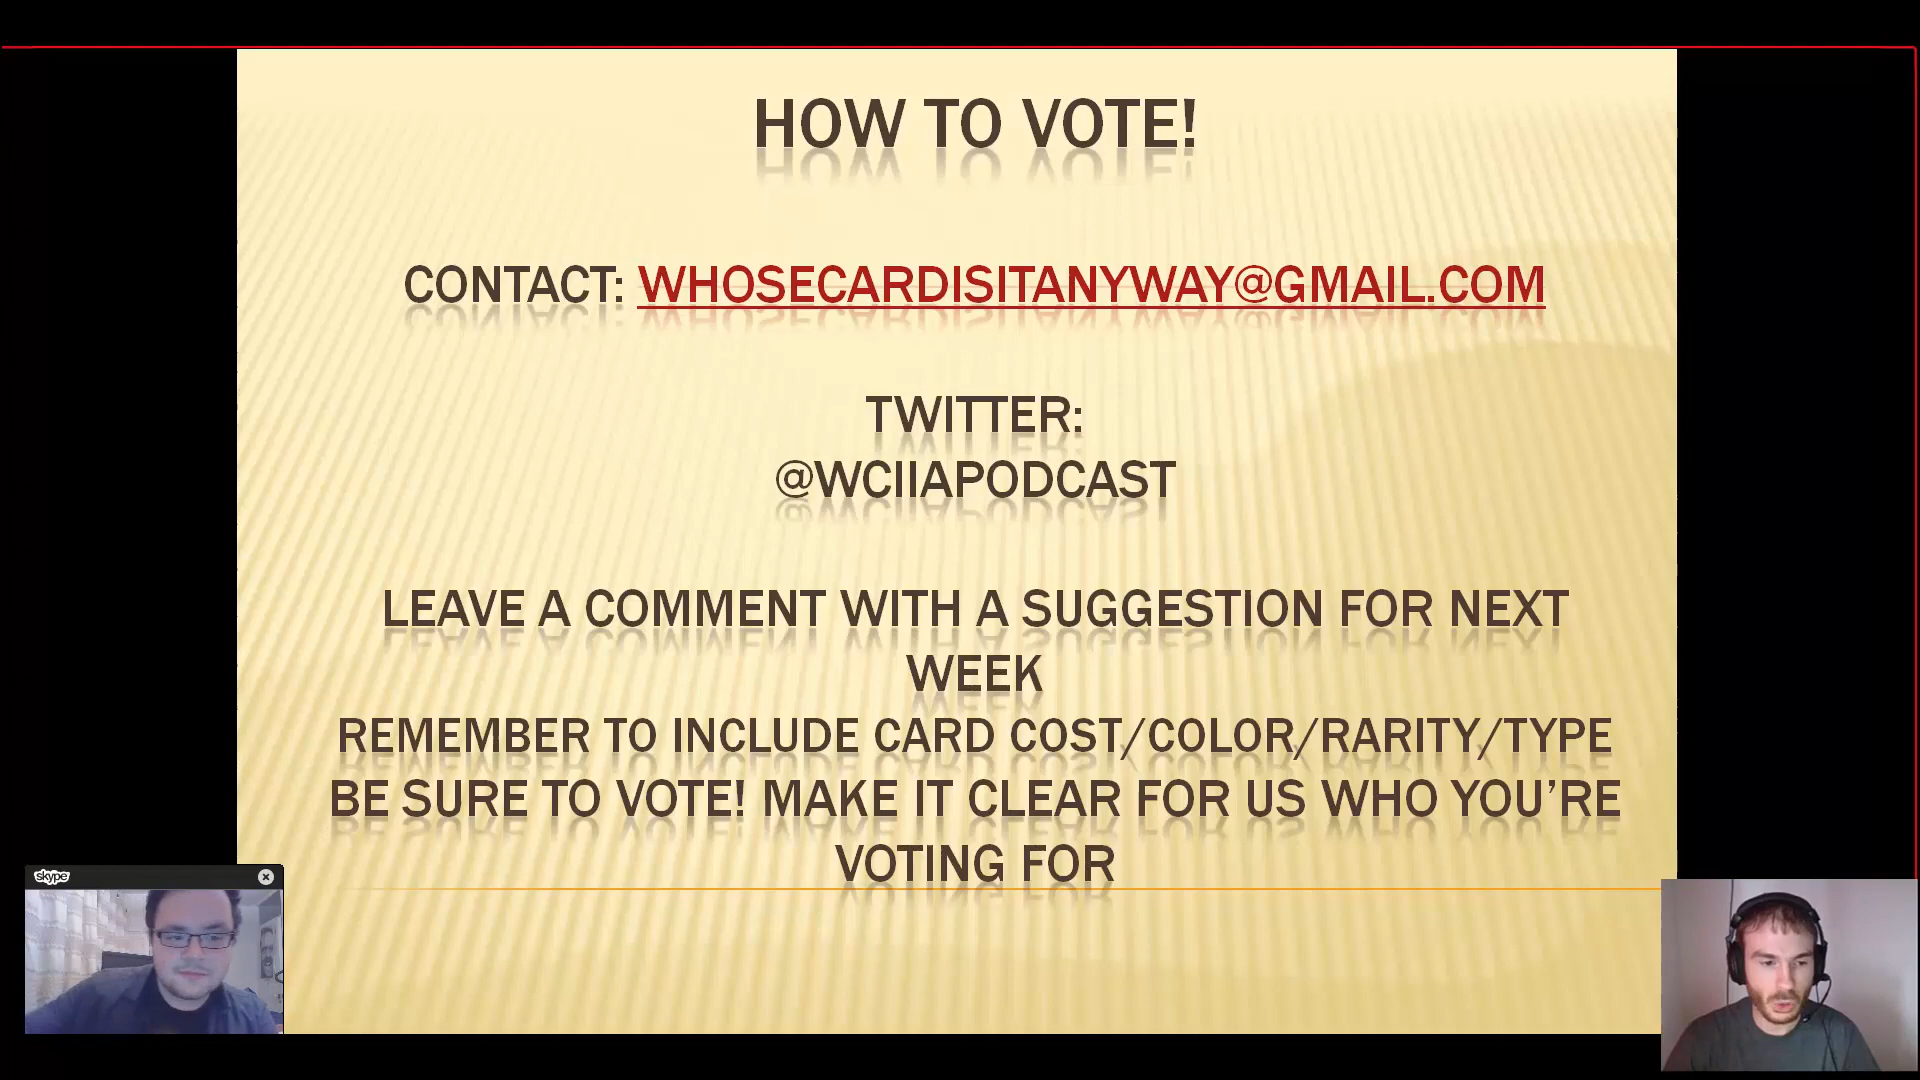 HOW TO VOTE!
CONTACT: WHOSECARDISITANYWAY@GMAIL.COM
TWITTER:
@WCIIAPODCAST
LEAVE A COMMENT WITH A SUGGESTION FOR NEXT
WEEK
REMEMBER TO INCLUDE CARD COST/COLOR/RARITY/TYPE
BE SURE TO VOTE! MAKE IT CLEAR FOR US WHO YOU’RE
VOTING FOR
skype